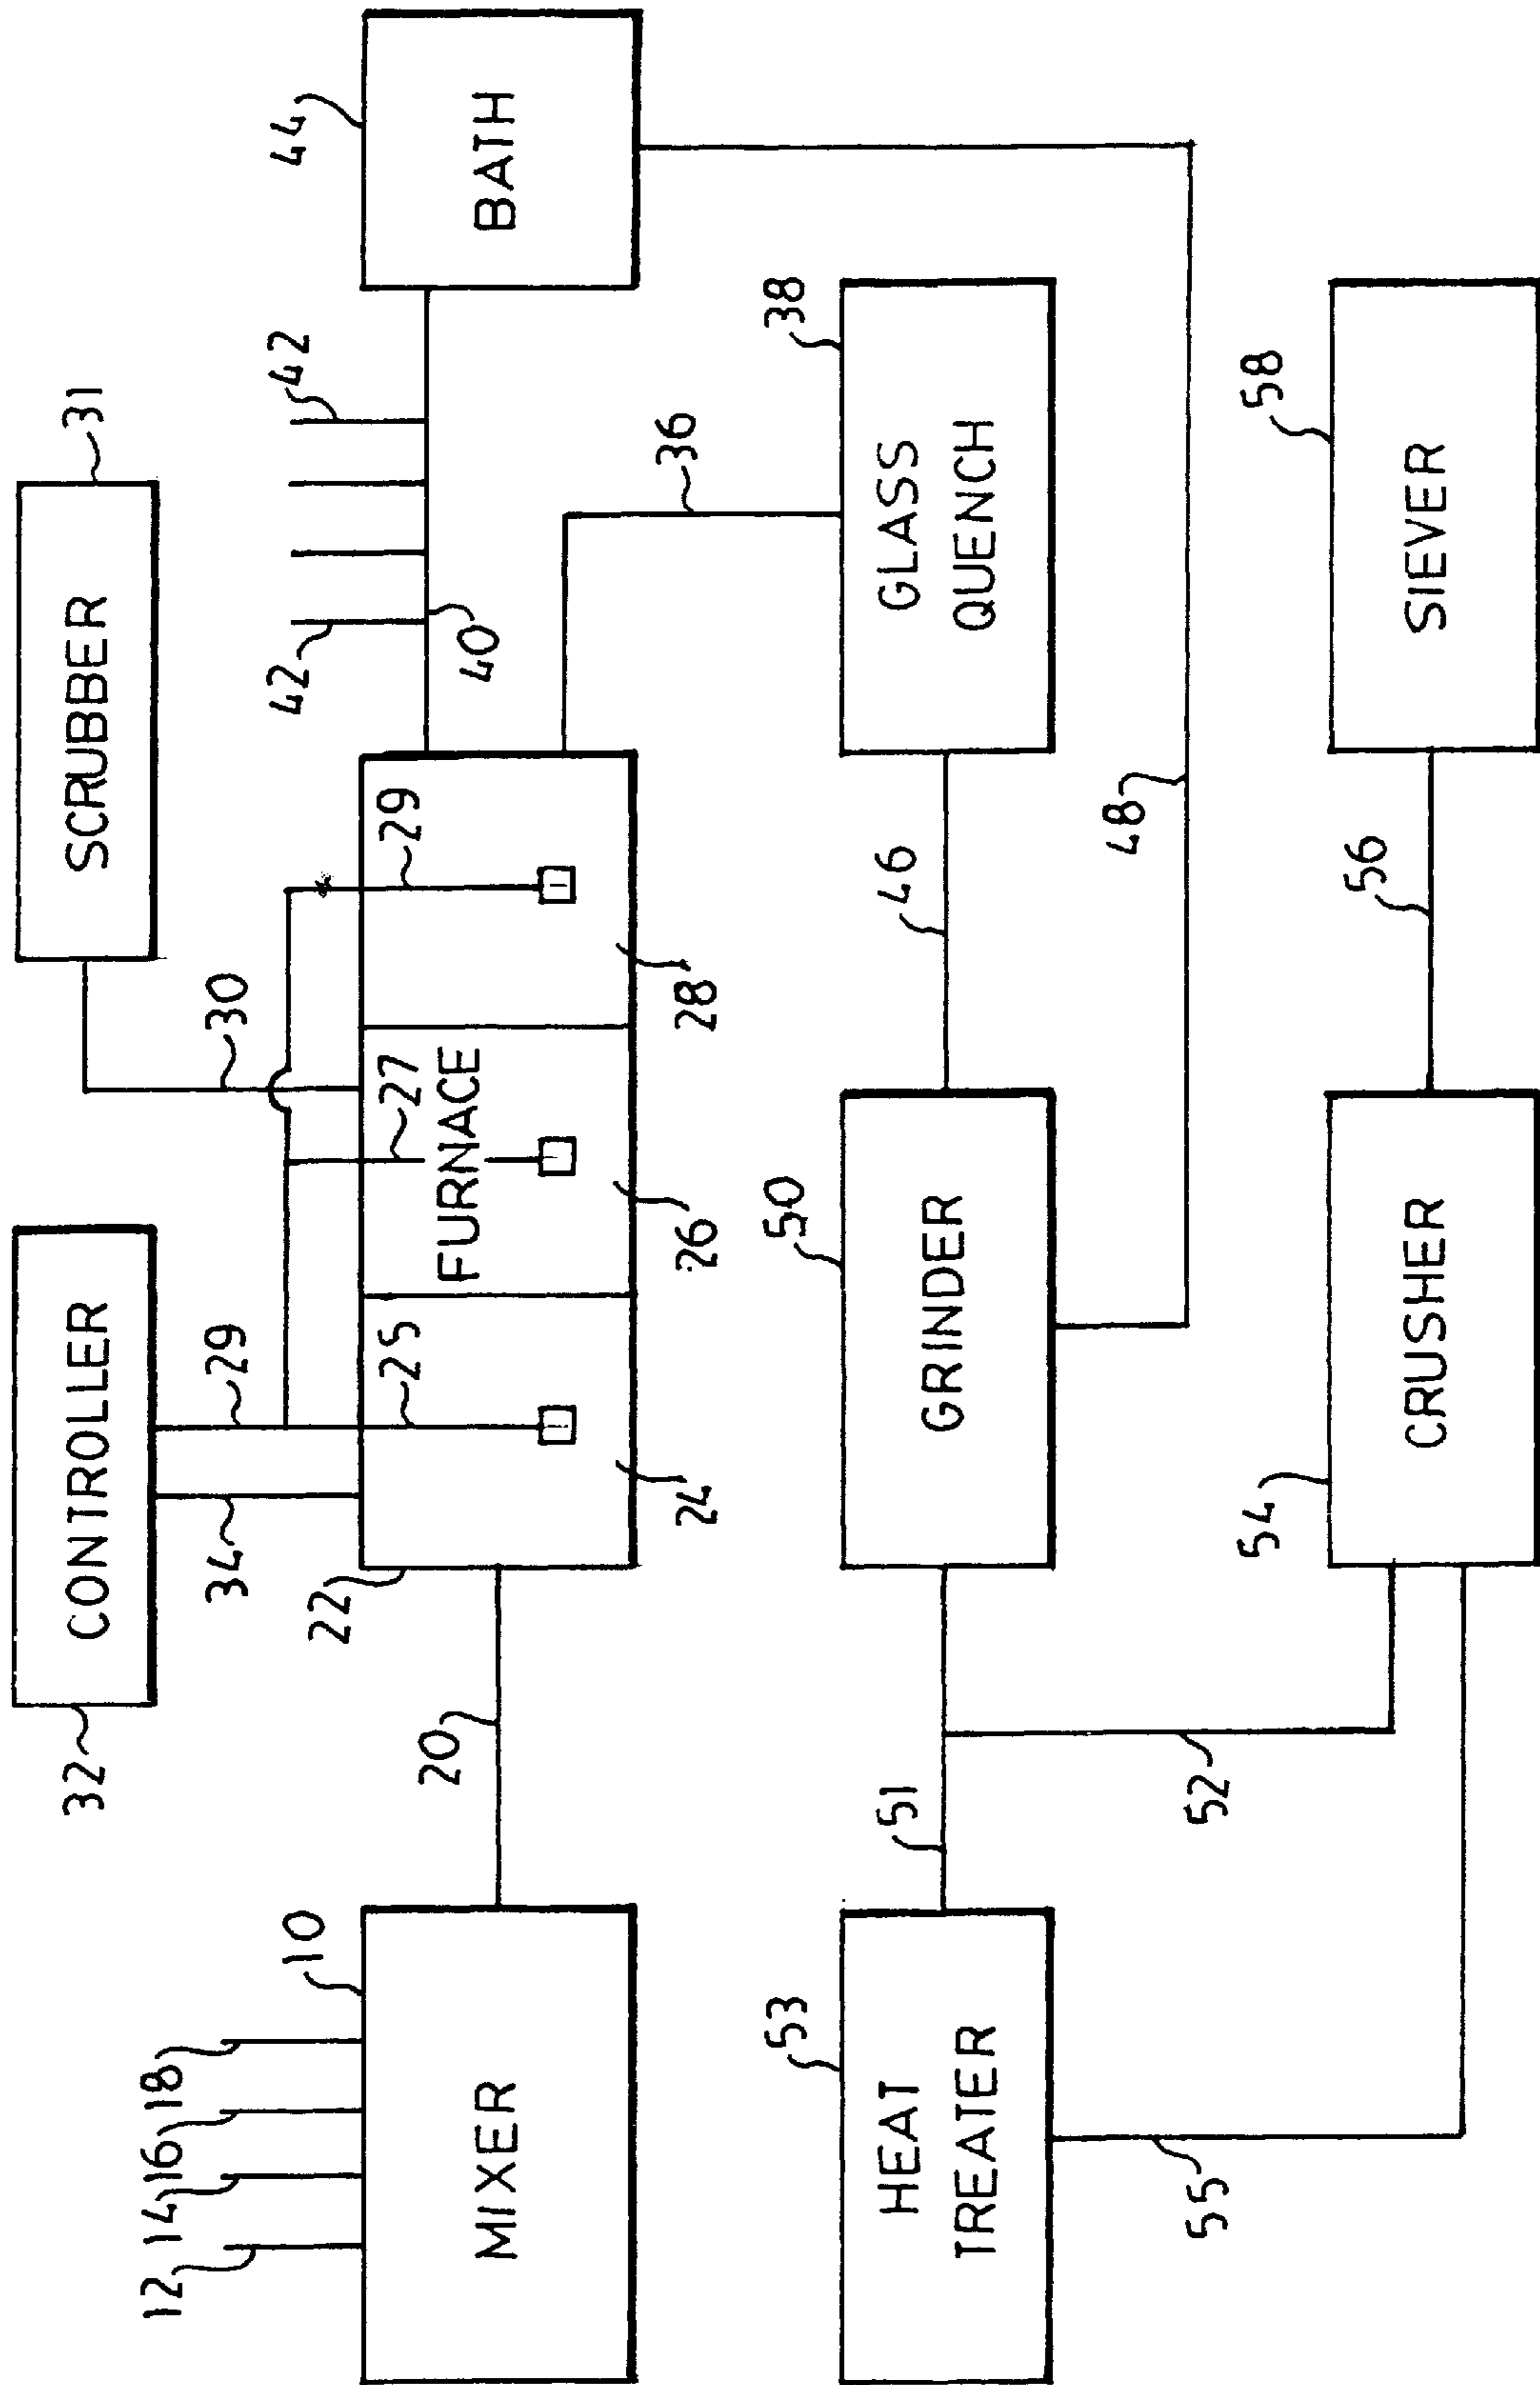 CONTROLLER
SCRUBBER
32
31
29
34
30
12
14
16
18
10
20
22
25
27
29
42
42
44
MIXER
FURNACE
40
BATH
24
26
28
36
53
51
50
46
38
HEAT
TREATER
GRINDER
GLASS
QUENCH
48
55
52
54
56
58
CRUSHER
SIEVER